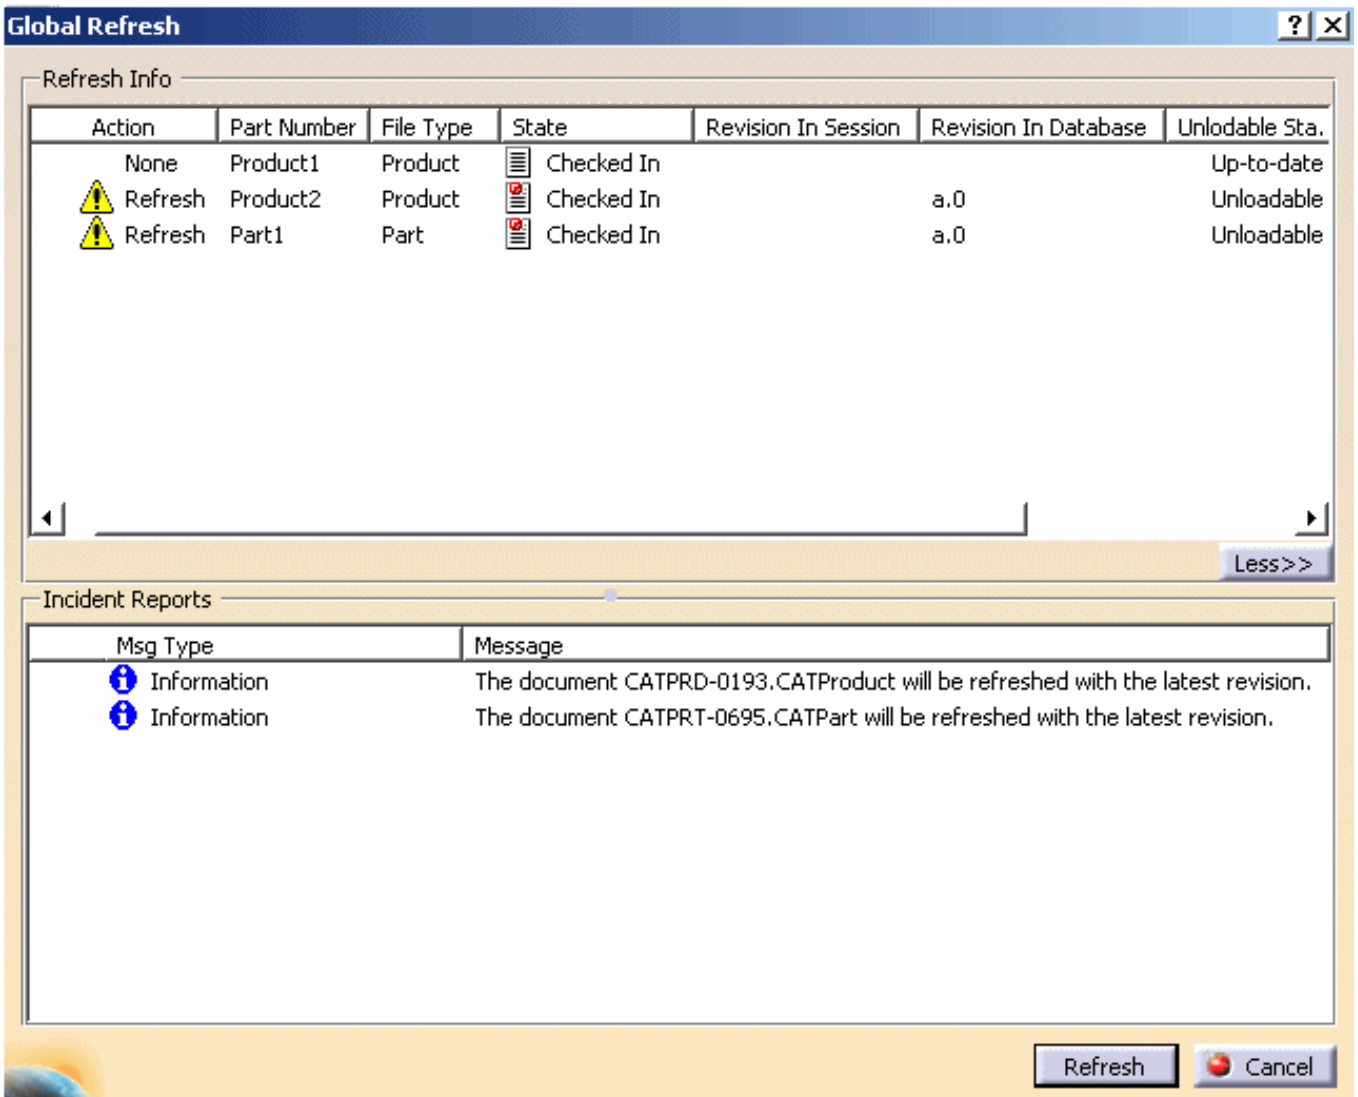 Global Refresh
Refresh Info
Action Part Number File Type State Revision In Session Revision In Database Unlodable Sta.
None Product1 Product Checked In Up-to-date
Refresh Product2 Product Checked In a.0 Unloadable
Refresh Part1 Part Checked In a.0 Unloadable
Less>>
Incident Reports
Msg Type Message
Information The document CATPRD-0193.CATProduct will be refreshed with the latest revision.
Information The document CATPRT-0695.CATPart will be refreshed with the latest revision.
Refresh Cancel